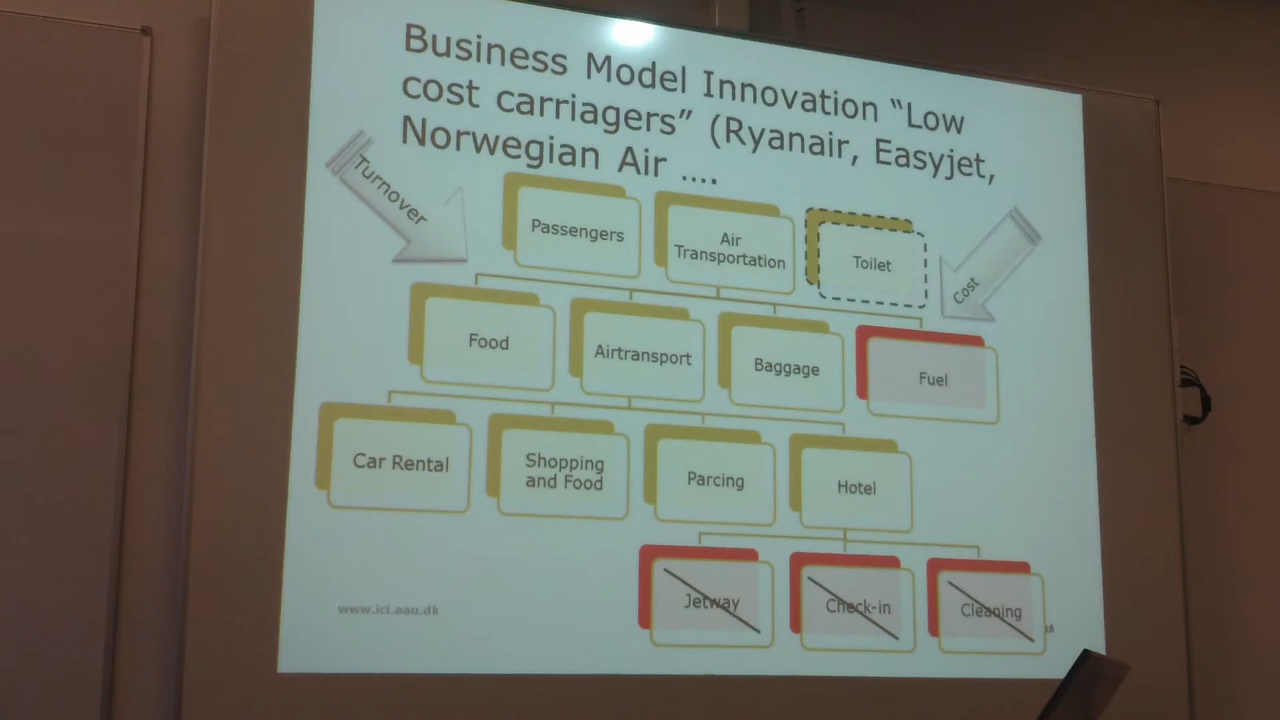 Business Model Innovation “Low
cost carriagers” (Ryanair, Easyjet,
Norwegian Air ....
Turnover
Passengers
Air
Transportation
Toilet
Cost
Food
Airtransport
Baggage
Fuel
Car Rental
Shopping
and Food
Parcing
Hotel
Jetway
Check-in
Cleaning
www.ici.aau.dk